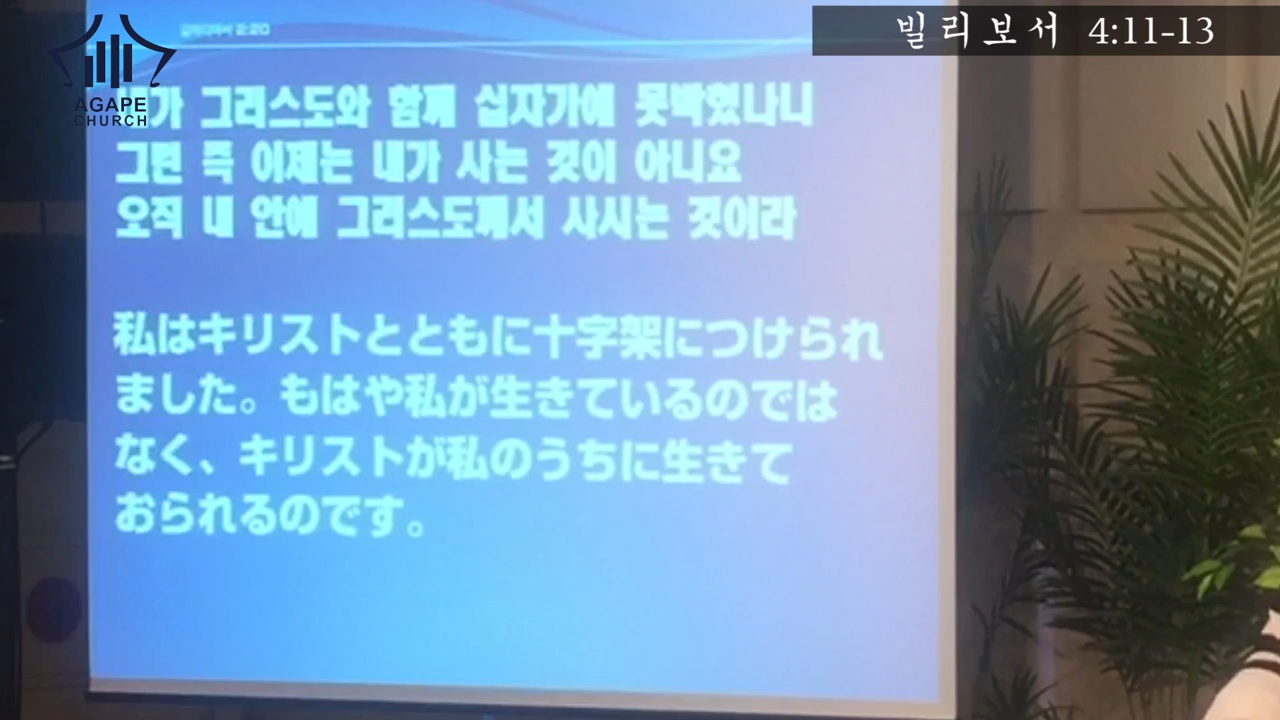 빌리보서 4:11-13
AGAPE
CHURCH
갈라디아서 2:20
내가 그리스도와 함께 십자가에 못박혔나니
그런 즉 이제는 내가 사는 것이 아니요
오직 내 안에 그리스도께서 사시는 것이라
私はキリストとともに十字架につけられ
ました。もはや私が生きているのでは
なく、キリストが私のうちに生きて
おられるのです。